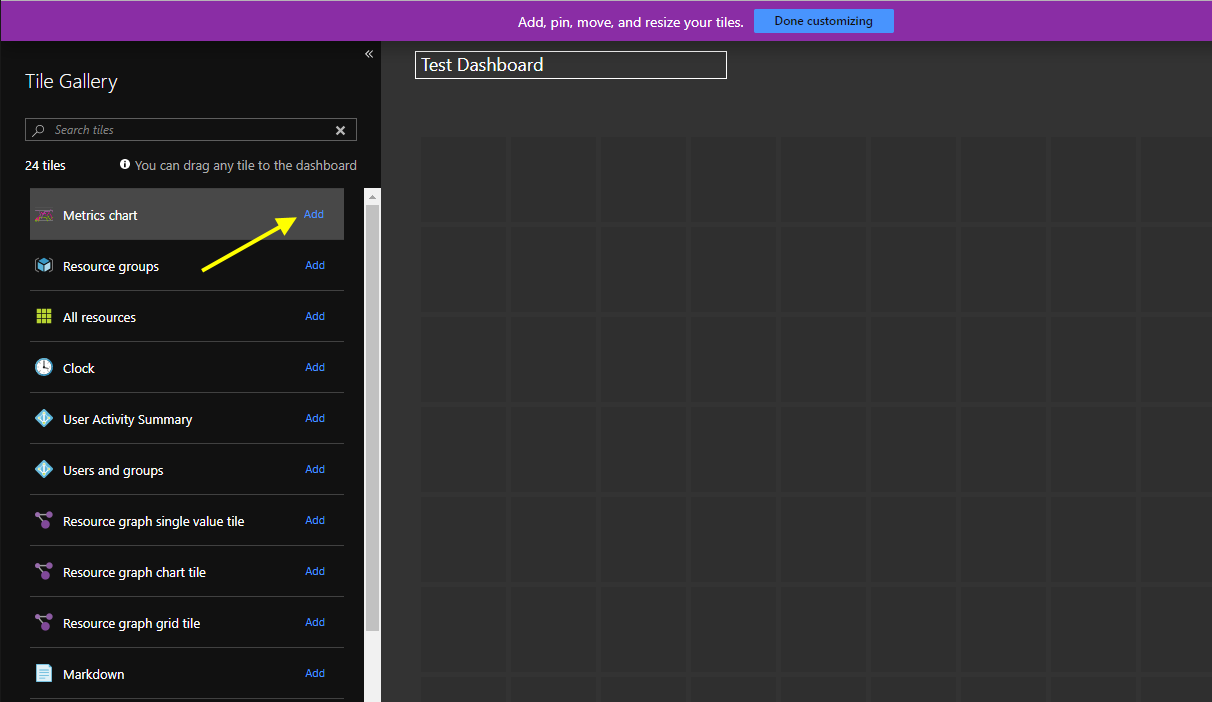 Add, pin, move, and resize your tiles. Done customizing
«
Tile Gallery
Test Dashboard
Search tiles
24 tiles You can drag any tile to the dashboard
Metrics chart Add
Resource groups Add
All resources Add
Clock Add
User Activity Summary Add
Users and groups Add
Resource graph single value tile Add
Resource graph chart tile Add
Resource graph grid tile Add
Markdown Add